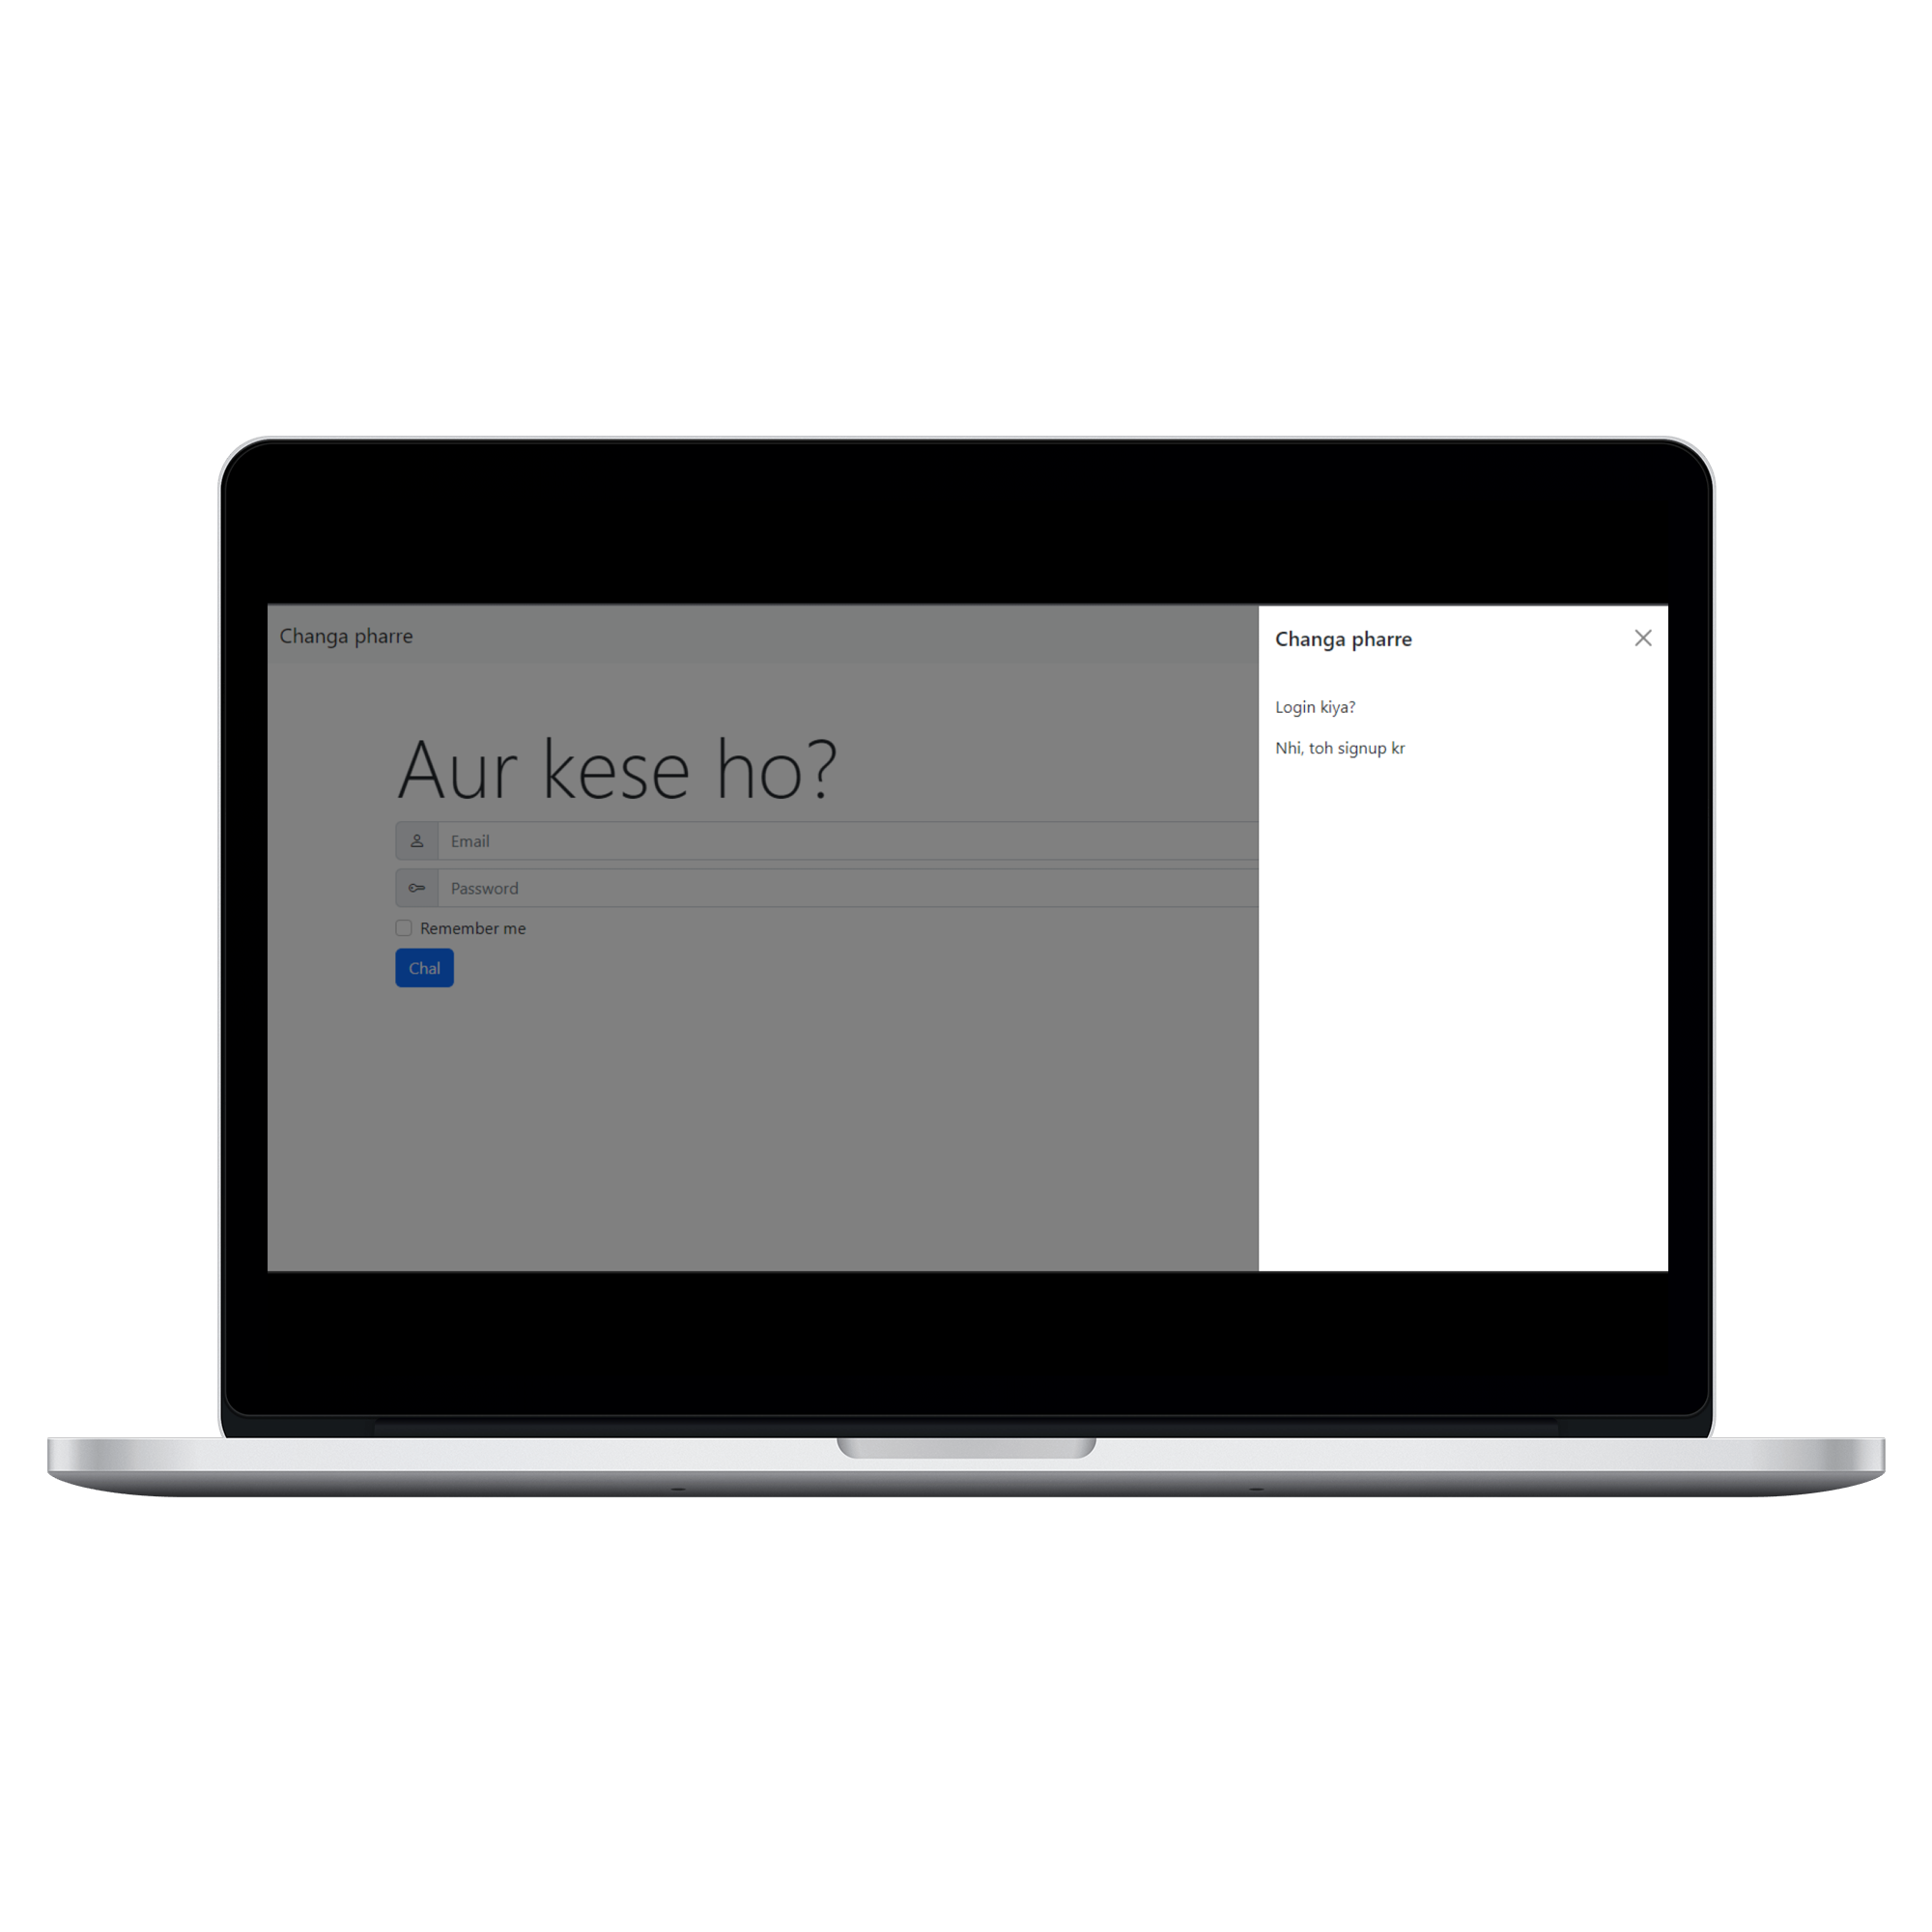 Changa pharre
Aur kese ho?
Email
Password
Remember me
Chal
Changa pharre
Login kiya?
Nhi, toh signup kr